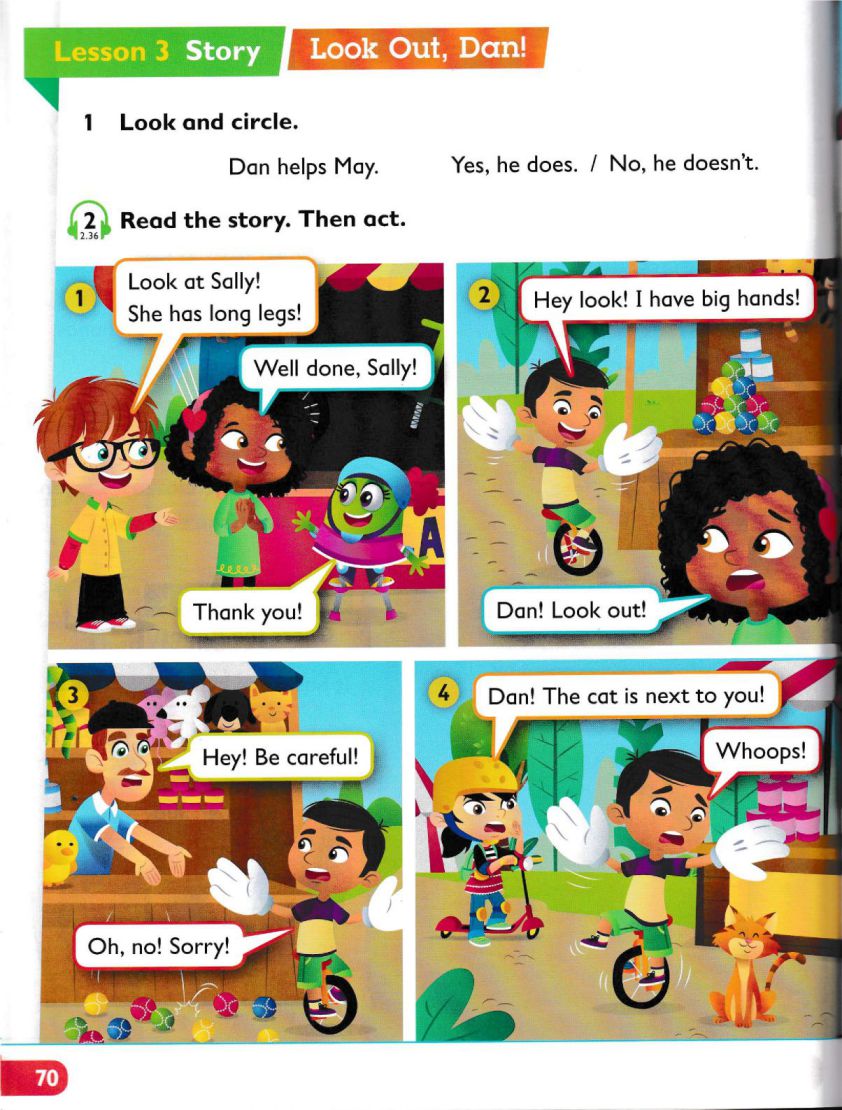 Lesson 3 Story Look Out, Dan!
1 Look and circle.
Dan helps May. Yes, he does. / No, he doesn't.
2 Read the story. Then act.
2.36
1
Look at Sally!
She has long legs!
Well done, Sally!
Thank you!
A
2
Hey look! I have big hands!
Dan! Look out!
3
Hey! Be careful!
Oh, no! Sorry!
4
Dan! The cat is next to you!
Whoops!
70